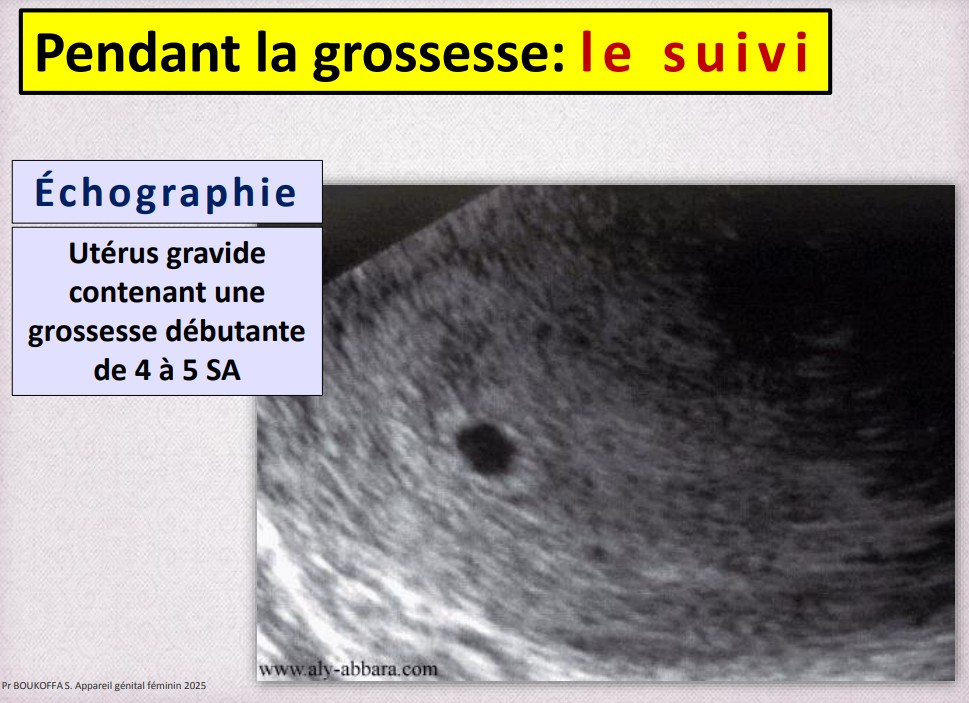 Pendant la grossesse: le suivi
Échographie
Utérus gravide
contenant une
grossesse débutante
de 4 à 5 SA
www.aly-abbara.com
Pr BOUKOFFA S. Appareil génital féminin 2025